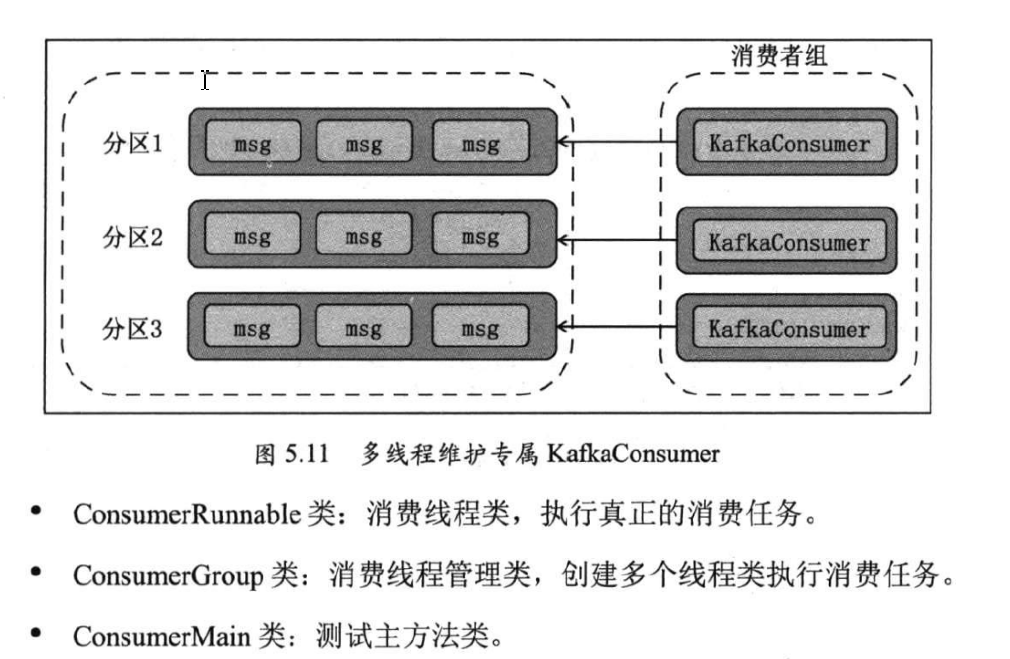 消费者组
分区1 msg msg msg KafkaConsumer
分区2 msg msg msg KafkaConsumer
分区3 msg msg msg KafkaConsumer
图 5.11 多线程维护专属 KafkaConsumer
• ConsumerRunnable 类：消费线程类，执行真正的消费任务。
• ConsumerGroup 类：消费线程管理类，创建多个线程类执行消费任务。
• ConsumerMain 类：测试主方法类。